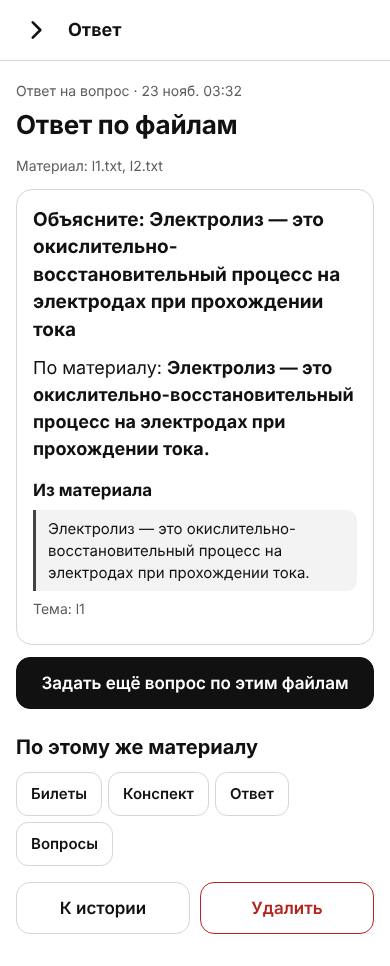 Ответ
Ответ на вопрос · 23 нояб. 03:32
Ответ по файлам
Материал: l1.txt, l2.txt
Объясните: Электролиз — это
окислительно-
восстановительный процесс на
электродах при прохождении
тока
По материалу: Электролиз — это
окислительно-восстановительный
процесс на электродах при
прохождении тока.
Из материала
Электролиз — это окислительно-
восстановительный процесс на
электродах при прохождении тока.
Тема: l1
Задать ещё вопрос по этим файлам
По этому же материалу
Билеты
Конспект
Ответ
Вопросы
К истории
Удалить